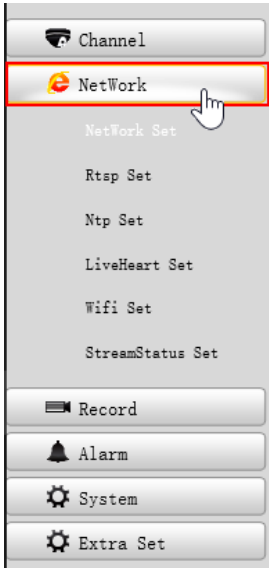 Channel
NetWork
NetWork Set
Rtsp Set
Ntp Set
LiveHeart Set
Wifi Set
StreamStatus Set
Record
Alarm
System
Extra Set